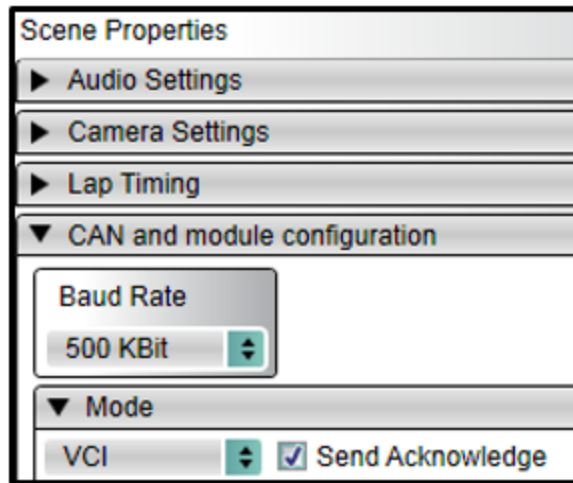 Scene Properties
Audio Settings
Camera Settings
Lap Timing
CAN and module configuration
Baud Rate
500 KBit
Mode
VCI Send Acknowledge